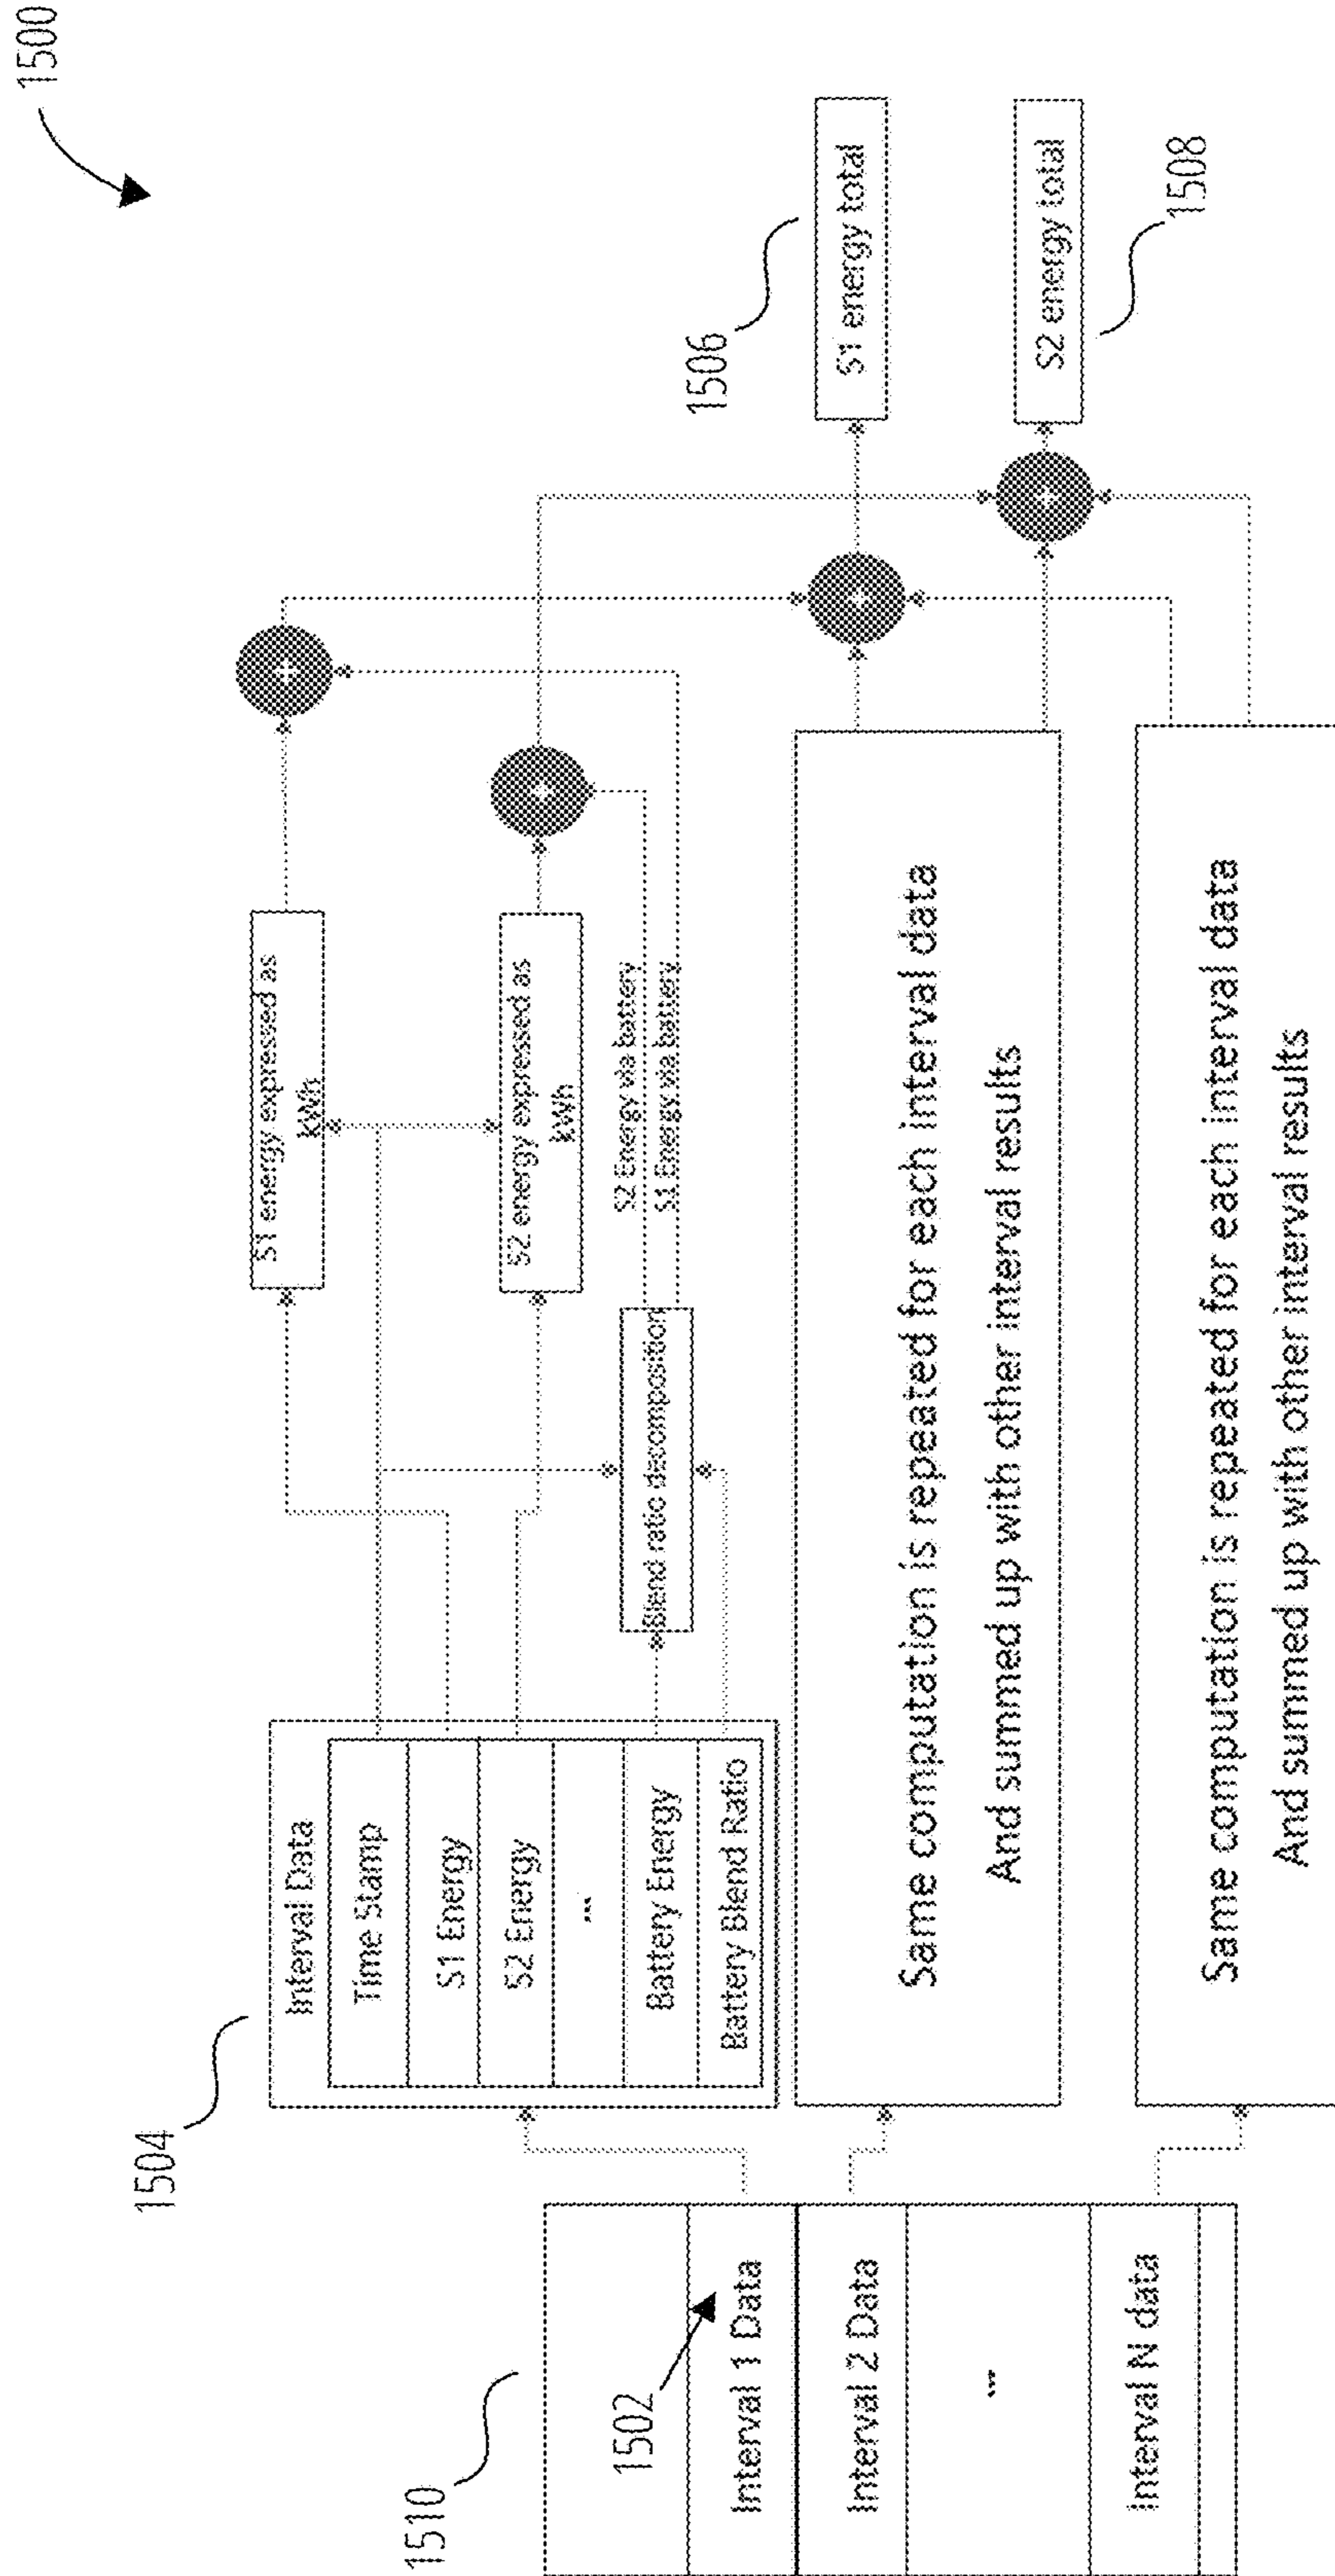 1500
1504
Interval Data
Time Stamp
S1 Energy
S2 Energy
...
Battery Energy
Battery Blend Ratio
S1 energy expressed as
kWh
S2 energy expressed as
kWh
S2 Energy via battery
S1 Energy via battery
Blend ratio decomposition
+
+
+
+
1506
S1 energy total
S2 energy total
1508
1510
1502
Interval 1 Data
Interval 2 Data
...
Interval N data
Same computation is repeated for each interval data
And summed up with other interval results
Same computation is repeated for each interval data
And summed up with other interval results